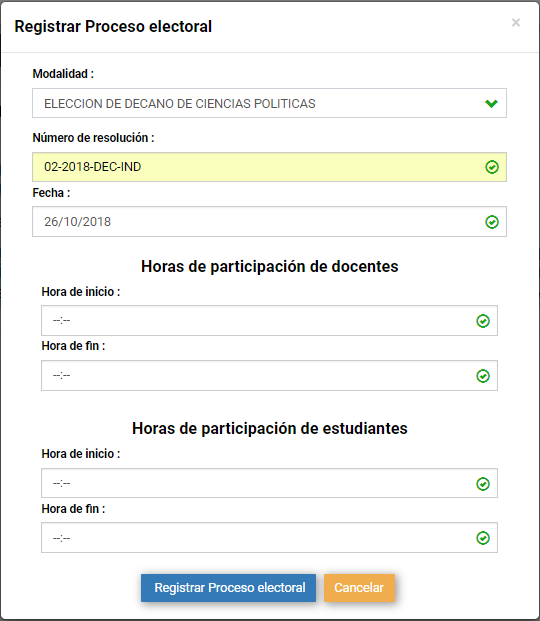 Registrar Proceso electoral
×
Modalidad :
ELECCION DE DECANO DE CIENCIAS POLITICAS
Número de resolución :
02-2018-DEC-IND
Fecha :
26/10/2018
Horas de participación de docentes
Hora de inicio :
--:--
Hora de fin :
--:--
Horas de participación de estudiantes
Hora de inicio :
--:--
Hora de fin :
--:--
Registrar Proceso electoral Cancelar